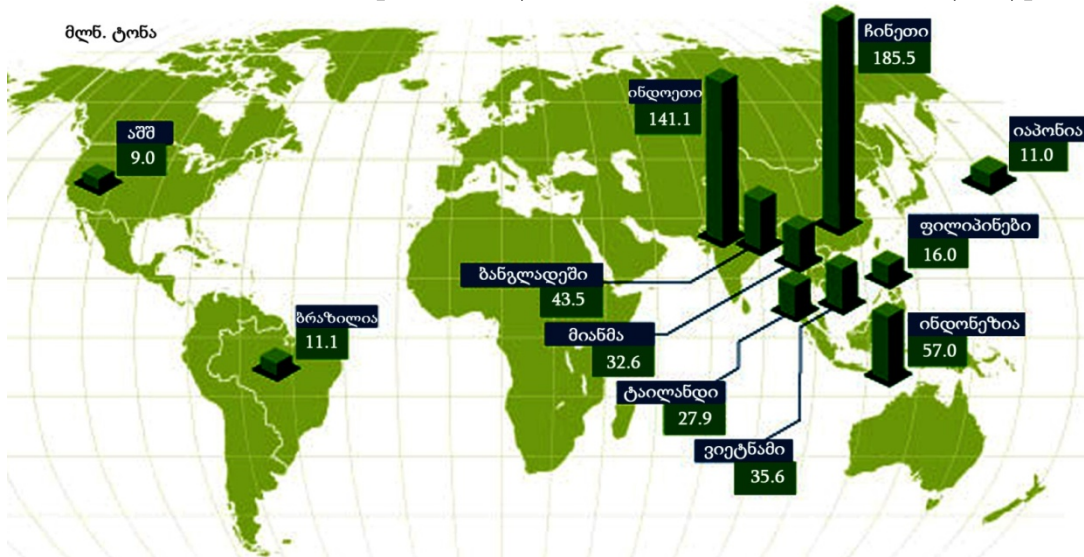 მლნ. ტონა
ჩინეთი
185.5
ინდოეთი
141.1
აშშ
9.0
იაპონია
11.0
ფილიპინები
16.0
ბანგლადეში
43.5
ბრაზილია
11.1
მიანმა
32.6
ინდონეზია
57.0
ტაილანდი
27.9
ვიეტნამი
35.6